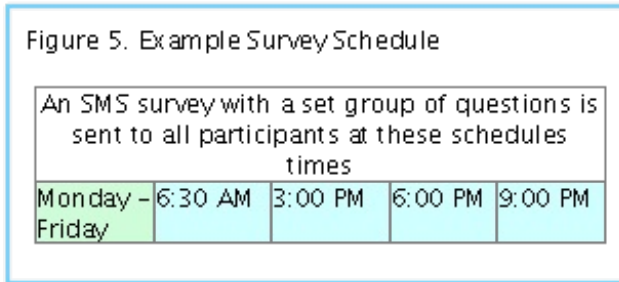 Figure 5. Example Survey Schedule
An SMS survey with a set group of questions is
sent to all participants at these schedules
times
Monday – 6:30 AM 3:00 PM 6:00 PM 9:00 PM
Friday